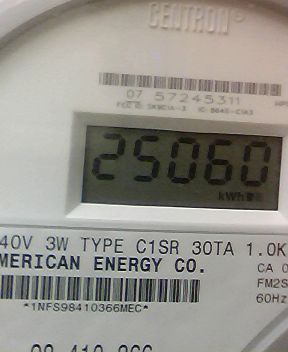 CENTRON®
07 57245311
25060
kWh
40V 3W TYPE C1SR 30TA 1.0K
MERICAN ENERGY CO.
CA 0
FM2S
60Hz
*1NFS98410366MEC*